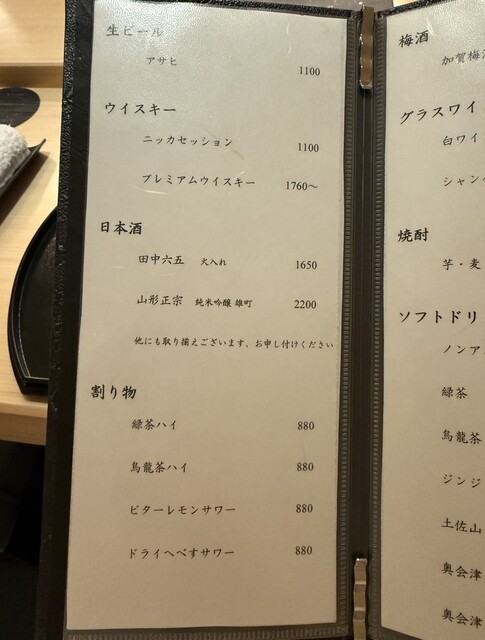 生ビール
アサヒ 1100
ウイスキー
ニッカセッション 1100
プレミアムウイスキー 1760〜
日本酒
田中六五 火入れ 1650
山形正宗 純米吟醸 雄町 2200
他にも取り揃えございます、お申し付けください
割り物
緑茶ハイ 880
烏龍茶ハイ 880
ビターレモンサワー 880
ドライへべすサワー 880
梅酒
加賀梅
グラスワイ
白ワイ
シャン
焼酎
芋・麦
ソフトドリ
ノンア
緑茶
烏龍茶
ジンジ
土佐山
奥会津
奥会津